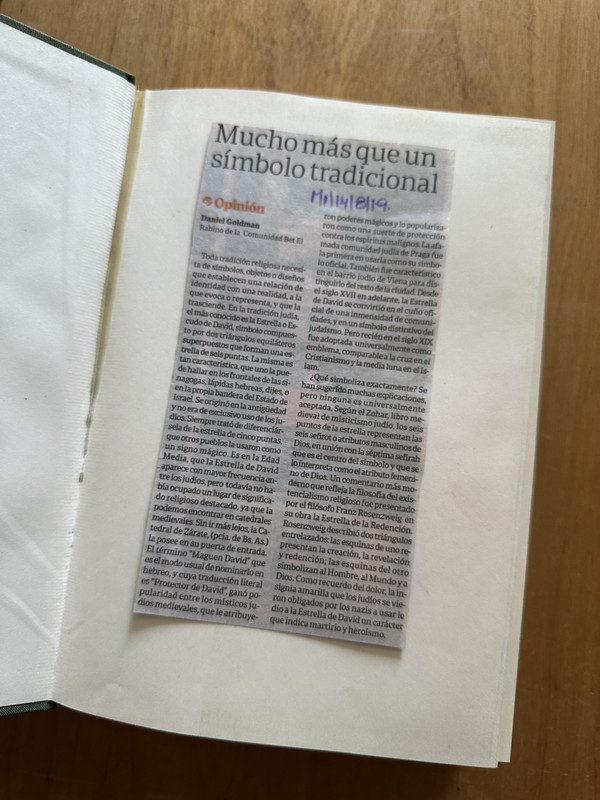 Mucho más que un
símbolo tradicional
Mi/14/8/19.
Opinión
Daniel Goldman
Rabino de la Comunidad Bet El
Toda tradición religiosa necesi-
ta de símbolos, objetos o diseños
que establecen una relación de
identidad con una realidad, a la
que evoca o representa, y que la
trasciende. En la tradición judía,
el más conocido es la Estrella o Es-
cudo de David, símbolo compues-
to por dos triángulos equiláteros
superpuestos que forman una es-
trella de seis puntas. La misma es
tan característica, que uno la pue-
de hallar en los frontales de las si-
nagogas, lápidas hebreas, dijes, o
en la propia bandera del Estado de
Israel. Se originó en la antigüedad
y no era de exclusivo uso de los ju-
díos. Siempre trató de diferenciár-
sela de la estrella de cinco puntas,
que otros pueblos la usaron como
un signo mágico. Es en la Edad
Media, que la Estrella de David
aparece con mayor frecuencia en-
tre los judíos, pero todavía no ha-
bía ocupado un lugar de significa-
do religioso destacado, ya que la
podemos encontrar en catedrales
medievales. Sin ir más lejos, la Ca-
tedral de Zárate, (pcia. de Bs. As.)
la posee en su puerta de entrada.
El término "Maguen David" que
es el modo usual de nominarlo en
hebreo, y cuya traducción literal
es "Protector de David", ganó po-
pularidad entre los místicos ju-
díos medievales, que le atribuye-
ron poderes mágicos y lo populariza-
ron como una suerte de protección
contra los espíritus malignos. La afa-
mada comunidad judía de Praga fue
la primera en usarla como su símbo-
lo oficial. También fue característico
en el barrio judío de Viena para dis-
tinguirlo del resto de la ciudad. Desde
el siglo XVII en adelante, la Estrella
de David se convirtió en el cuño ofi-
cial de una inmensidad de comuni-
dades, y en un símbolo distintivo del
judaísmo. Pero recién en el siglo XIX
fue adoptada universalmente como
emblema, comparable a la cruz en el
Cristianismo y la media luna en el Is-
lam.
¿Qué simboliza exactamente? Se
han sugerido muchas explicaciones,
pero ninguna es universalmente
aceptada. Según el Zohar, libro me-
dieval de misticismo judío, los seis
puntos de la estrella representan las
seis sefirot o atributos masculinos de
Dios, en unión con la séptima sefirah
que es el centro del símbolo y que se
lo interpreta como el atributo femeni-
no de Dios. Un comentario más mo-
derno que refleja la filosofía del exis-
tencialismo religioso fue presentado
por el filósofo Franz Rosenzweig, en
su obra la Estrella de la Redención.
Rosenzweig describió dos triángulos
entrelazados: las esquinas de uno re-
presentan la creación, la revelación
y redención; las esquinas del otro
simbolizan al Hombre, al Mundo y a
Dios. Como recuerdo del dolor, la in-
signia amarilla que los judíos se vie-
ron obligados por los nazis a usar le
dio a la Estrella de David un carácter
que indica martirio y heroísmo.